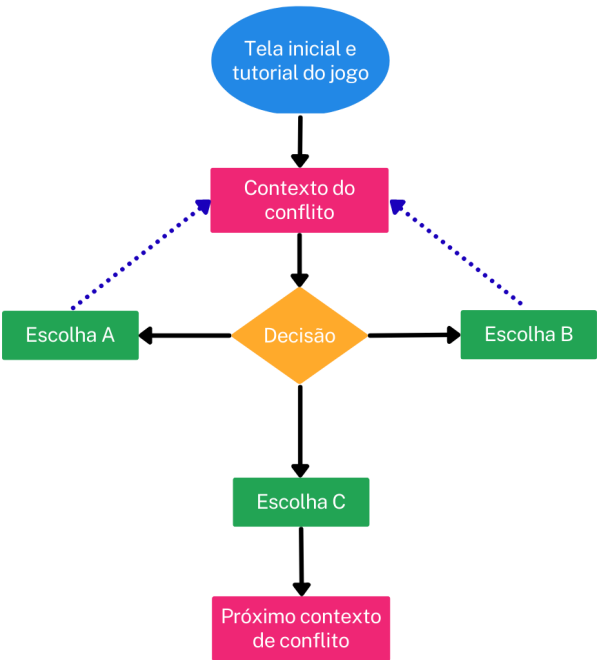 Tela inicial e
tutorial do jogo
Contexto do
conflito
Escolha A
Decisão
Escolha B
Escolha C
Próximo contexto
de conflito